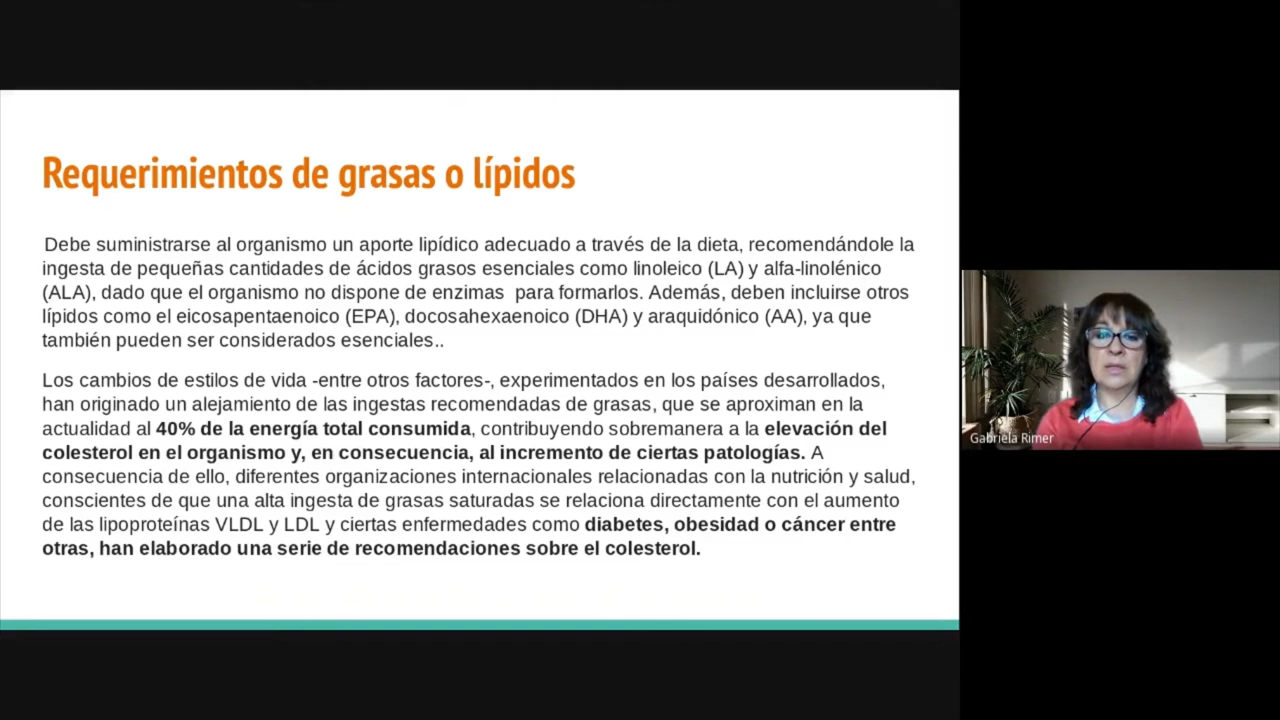 Requerimientos de grasas o lípidos
Debe suministrarse al organismo un aporte lipídico adecuado a través de la dieta, recomendándole la
ingesta de pequeñas cantidades de ácidos grasos esenciales como linoleico (LA) y alfa-linolénico
(ALA), dado que el organismo no dispone de enzimas  para formarlos. Además, deben incluirse otros
lípidos como el eicosapentaenoico (EPA), docosahexaenoico (DHA) y araquidónico (AA), ya que
también pueden ser considerados esenciales..
Los cambios de estilos de vida -entre otros factores-, experimentados en los países desarrollados,
han originado un alejamiento de las ingestas recomendadas de grasas, que se aproximan en la
actualidad al 40% de la energía total consumida, contribuyendo sobremanera a la elevación del
colesterol en el organismo y, en consecuencia, al incremento de ciertas patologías. A
consecuencia de ello, diferentes organizaciones internacionales relacionadas con la nutrición y salud,
conscientes de que una alta ingesta de grasas saturadas se relaciona directamente con el aumento
de las lipoproteínas VLDL y LDL y ciertas enfermedades como diabetes, obesidad o cáncer entre
otras, han elaborado una serie de recomendaciones sobre el colesterol.
Gabriela Rimer